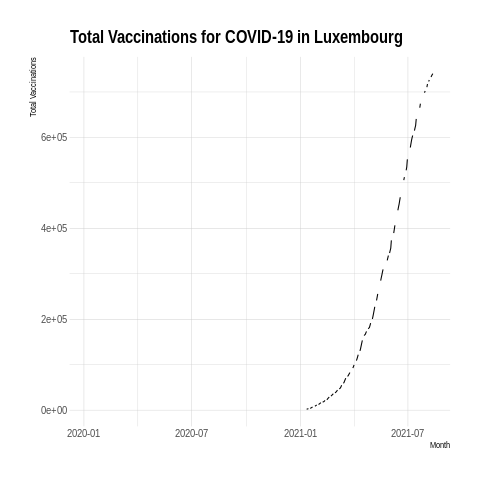 Total Vaccinations for COVID-19 in Luxembourg
Total Vaccinations
6e+05
4e+05
2e+05
0e+00
2020-01
2020-07
2021-01
2021-07
Month